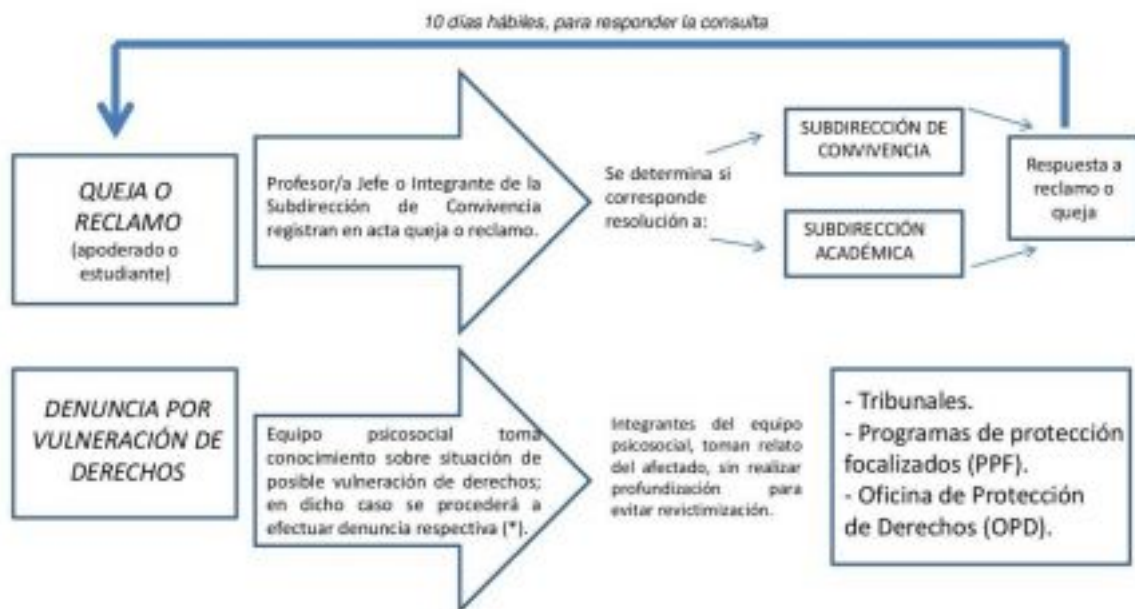 10 días hábiles, para responder la consulta
QUEJA O
RECLAMO
(apoderado o
estudiante)
Profesor/a Jefe o Integrante de la
Subdirección de Convivencia
registran en acta queja o reclamo.
Se determina si
corresponde
resolución a:
SUBDIRECCIÓN DE
CONVIVENCIA
SUBDIRECCIÓN
ACADÉMICA
Respuesta a
reclamo o
queja
DENUNCIA POR
VULNERACIÓN DE
DERECHOS
Equipo psicosocial toma
conocimiento sobre situación de
posible vulneración de derechos;
en dicho caso se procederá a
efectuar denuncia respectiva (*).
Integrantes del equipo
psicosocial, toman relato
del afectado, sin realizar
profundización para
evitar revictimización.
- Tribunales.
- Programas de protección
focalizados (PPF).
- Oficina de Protección
de Derechos (OPD).